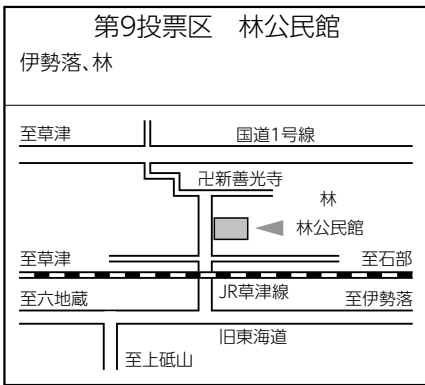 第9投票区 林公民館
伊勢落、林
至草津
国道1号線
卍新善光寺
林
林公民館
至草津
至石部
至六地蔵
JR草津線
至伊勢落
旧東海道
至上砥山